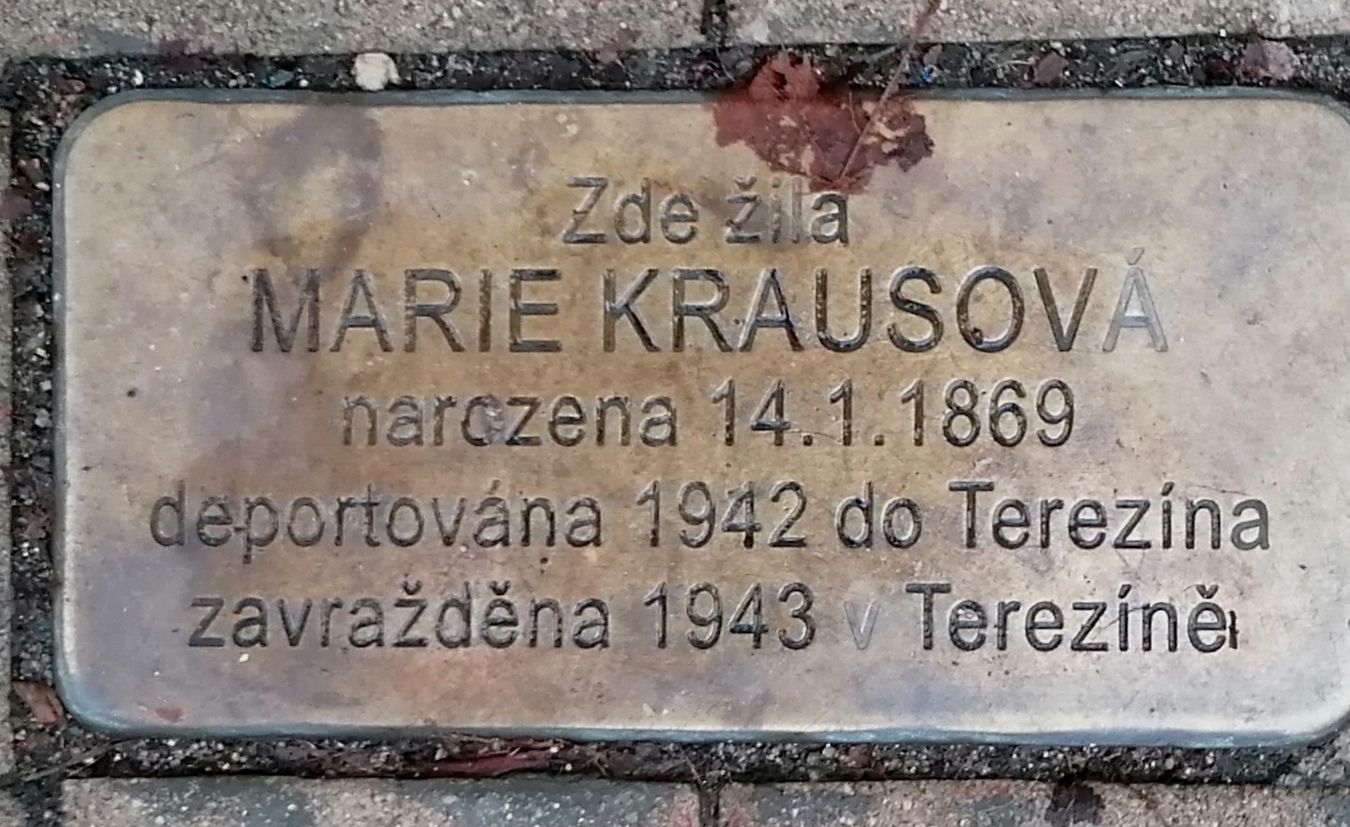 Zde žila
MARIE KRAUSOVÁ
narozena 14.1.1869
deportována 1942 do Terezína
zavražděna 1943 v Terezíně